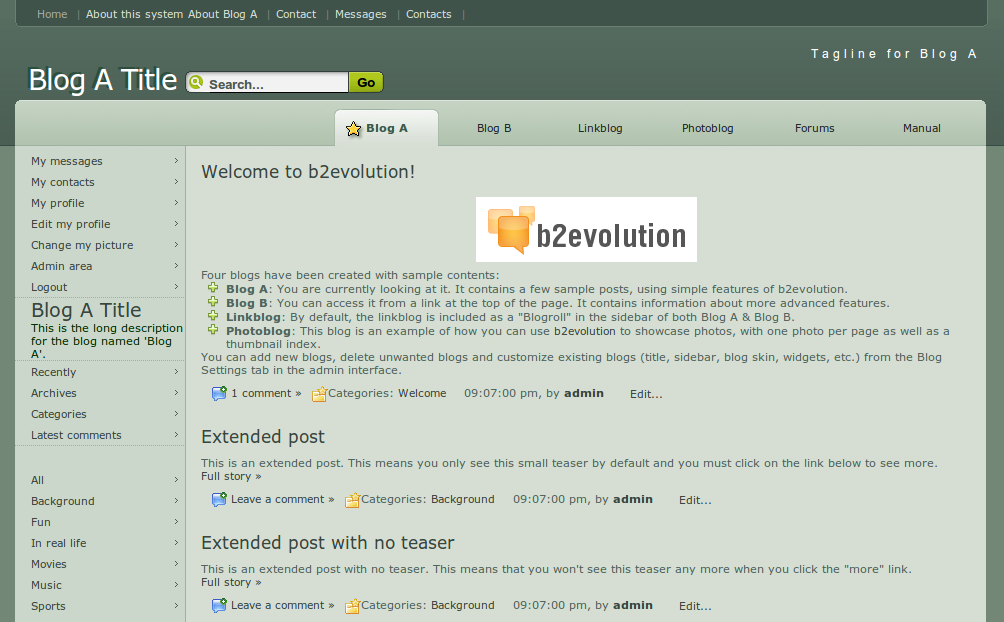 Home | About this system About Blog A | Contact | Messages | Contacts |
Tagline for Blog A
Blog A Title Search... Go
Blog A Blog B Linkblog Photoblog Forums Manual
My messages
My contacts
My profile
Edit my profile
Change my picture
Admin area
Logout
Blog A Title
This is the long description
for the blog named 'Blog
A'.
Recently
Archives
Categories
Latest comments
All
Background
Fun
In real life
Movies
Music
Sports
Welcome to b2evolution!
b2evolution
Four blogs have been created with sample contents:
Blog A: You are currently looking at it. It contains a few sample posts, using simple features of b2evolution.
Blog B: You can access it from a link at the top of the page. It contains information about more advanced features.
Linkblog: By default, the linkblog is included as a "Blogroll" in the sidebar of both Blog A & Blog B.
Photoblog: This blog is an example of how you can use b2evolution to showcase photos, with one photo per page as well as a
thumbnail index.
You can add new blogs, delete unwanted blogs and customize existing blogs (title, sidebar, blog skin, widgets, etc.) from the Blog
Settings tab in the admin interface.
1 comment » Categories: Welcome 09:07:00 pm, by admin Edit...
Extended post
This is an extended post. This means you only see this small teaser by default and you must click on the link below to see more.
Full story »
Leave a comment » Categories: Background 09:07:00 pm, by admin Edit...
Extended post with no teaser
This is an extended post with no teaser. This means that you won't see this teaser any more when you click the "more" link.
Full story »
Leave a comment » Categories: Background 09:07:00 pm, by admin Edit...